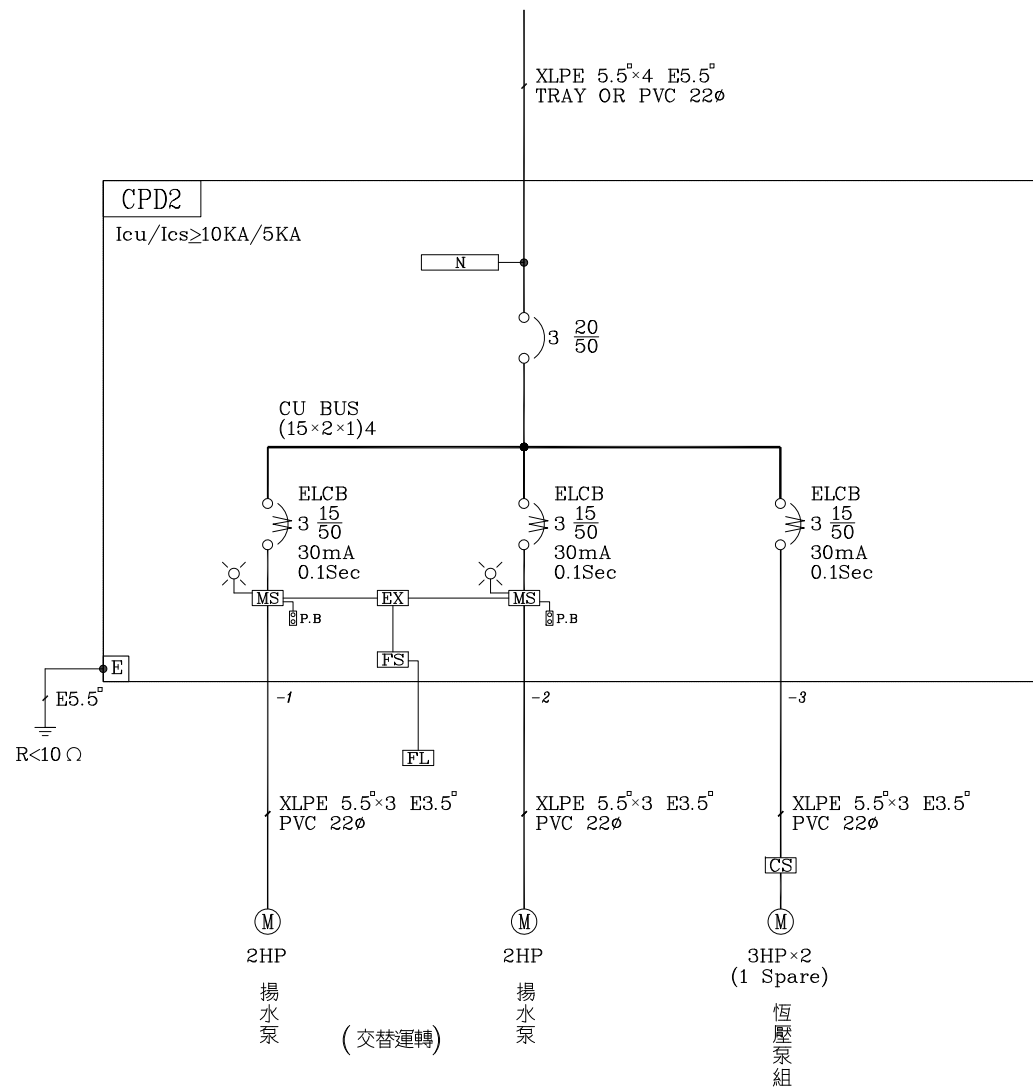 XLPE 5.5□×4 E5.5□
TRAY OR PVC 22ø
CPD2
Icu/Ics≥10KA/5KA
N
3 20/50
CU BUS
(15×2×1)4
ELCB
3 15/50
30mA
0.1Sec
ELCB
3 15/50
30mA
0.1Sec
ELCB
3 15/50
30mA
0.1Sec
MS
EX
MS
P.B
P.B
FS
E
E5.5□
R<10Ω
-1
-2
-3
FL
XLPE 5.5□×3 E3.5□
PVC 22ø
XLPE 5.5□×3 E3.5□
PVC 22ø
XLPE 5.5□×3 E3.5□
PVC 22ø
CS
M
M
M
2HP
2HP
3HP×2
(1 Spare)
揚水泵
(交替運轉)
揚水泵
恆壓泵組